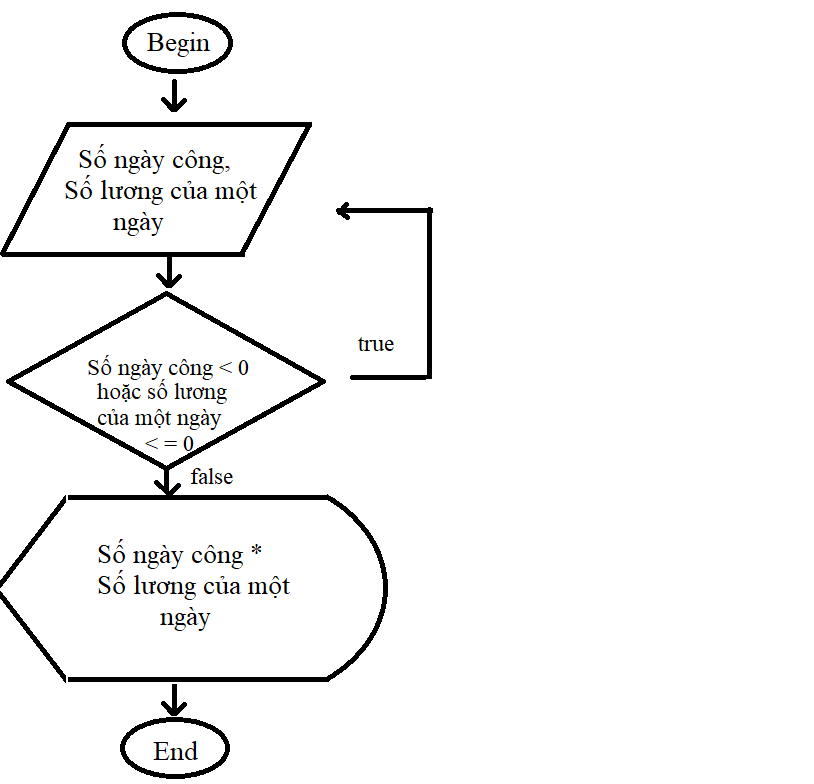 Begin
Số ngày công,
Số lương của một
ngày
true
Số ngày công < 0
hoặc số lương
của một ngày
< = 0
false
Số ngày công *
Số lương của một
ngày
End